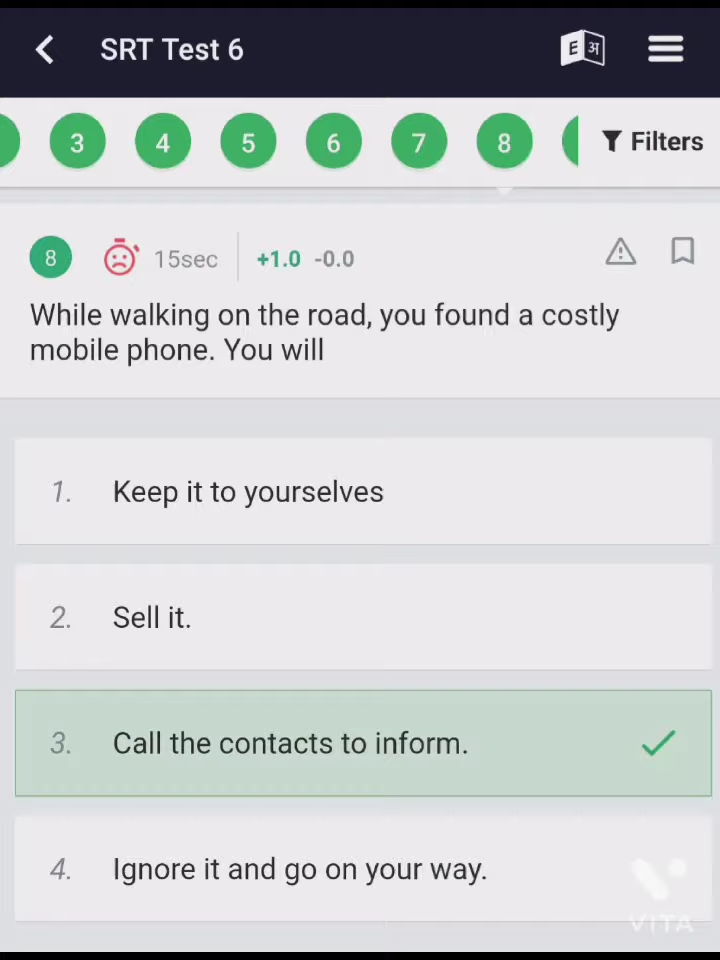 SRT Test 6
E अ
3 4 5 6 7 8 Filters
8 15sec +1.0 -0.0
While walking on the road, you found a costly
mobile phone. You will
1. Keep it to yourselves
2. Sell it.
3. Call the contacts to inform.
4. Ignore it and go on your way.
VITA